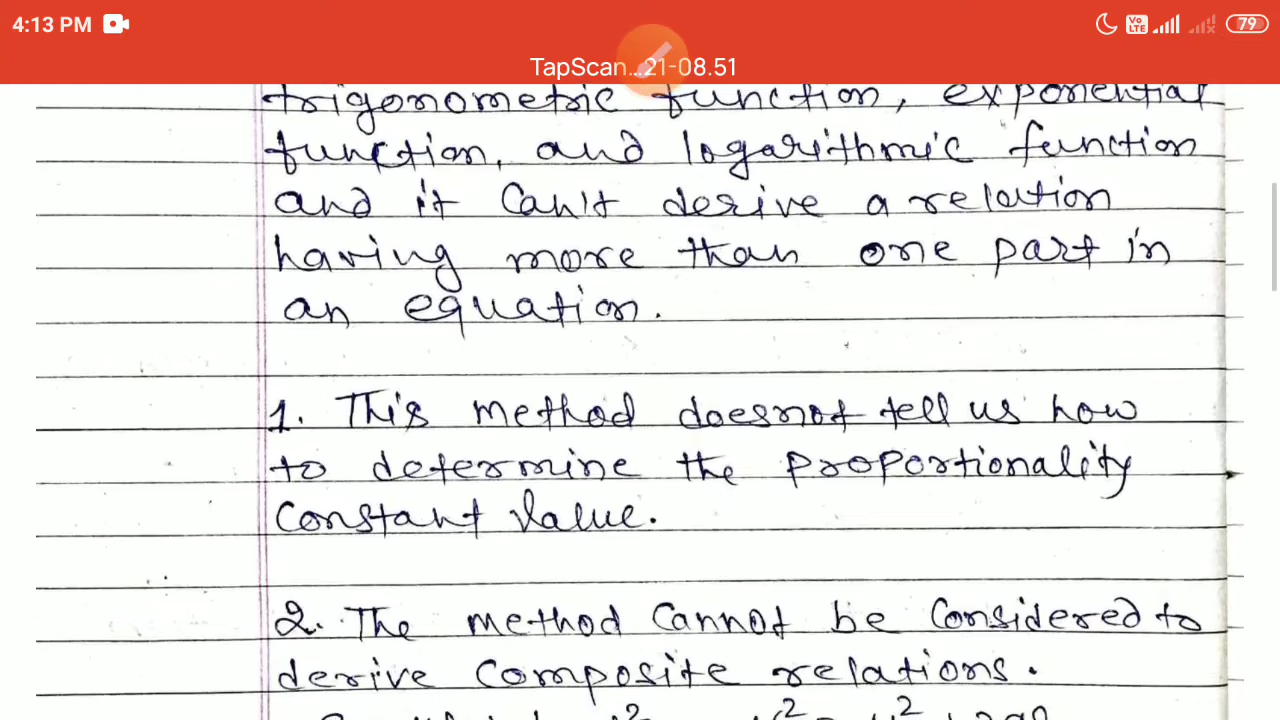 4:13 PM
Vo LTE
79
TapScan...21-08.51
trigonometric function, exponential
function, and logarithmic function
and it can't derive a relation
having more than one part in
an equation.
1. This method doesnot tell us how
to determine the proportionality
constant value.
2. The method cannot be considered to
derive composite relations.